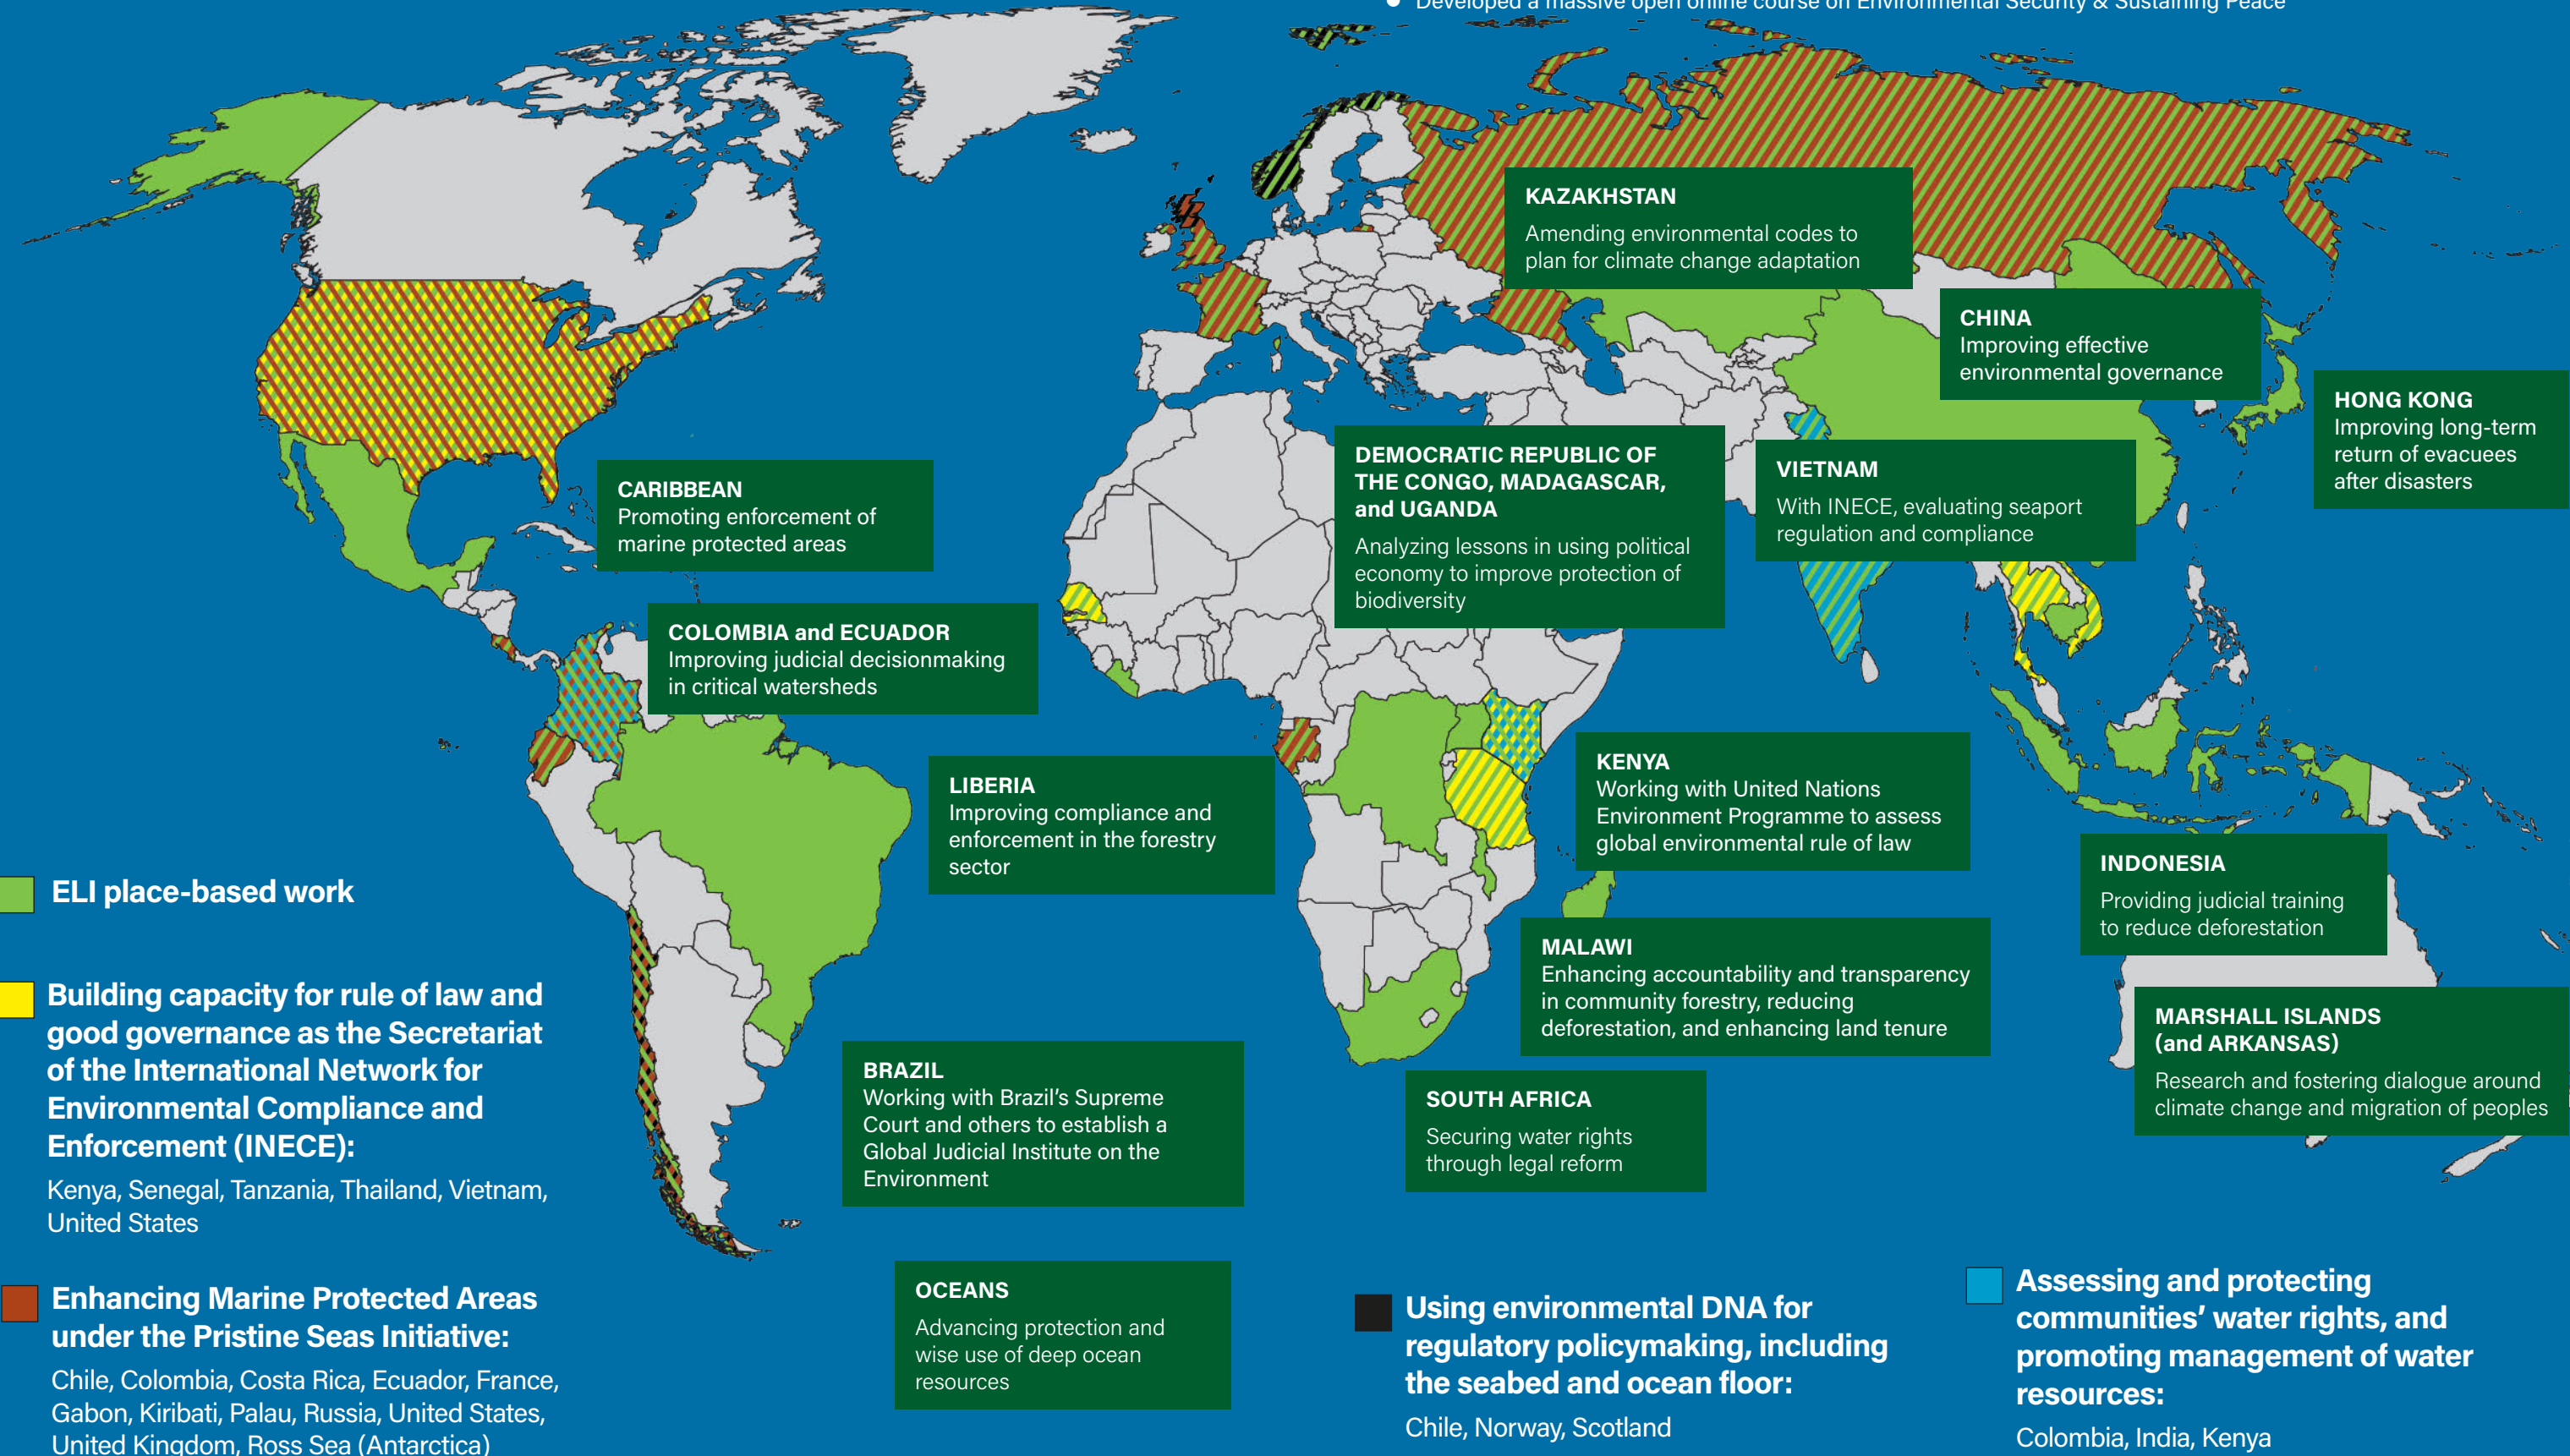 Developed a massive open online course on Environmental Security & Sustaining Peace
KAZAKHSTAN
Amending environmental codes to
plan for climate change adaptation
CHINA
Improving effective
environmental governance
HONG KONG
Improving long-term
return of evacuees
after disasters
DEMOCRATIC REPUBLIC OF
THE CONGO, MADAGASCAR,
and UGANDA
Analyzing lessons in using political
economy to improve protection of
biodiversity
VIETNAM
With INECE, evaluating seaport
regulation and compliance
CARIBBEAN
Promoting enforcement of
marine protected areas
COLOMBIA and ECUADOR
Improving judicial decisionmaking
in critical watersheds
LIBERIA
Improving compliance and
enforcement in the forestry
sector
KENYA
Working with United Nations
Environment Programme to assess
global environmental rule of law
INDONESIA
Providing judicial training
to reduce deforestation
MALAWI
Enhancing accountability and transparency
in community forestry, reducing
deforestation, and enhancing land tenure
MARSHALL ISLANDS
(and ARKANSAS)
Research and fostering dialogue around
climate change and migration of peoples
BRAZIL
Working with Brazil's Supreme
Court and others to establish a
Global Judicial Institute on the
Environment
SOUTH AFRICA
Securing water rights
through legal reform
OCEANS
Advancing protection and
wise use of deep ocean
resources
ELI place-based work
Building capacity for rule of law and
good governance as the Secretariat
of the International Network for
Environmental Compliance and
Enforcement (INECE):
Kenya, Senegal, Tanzania, Thailand, Vietnam,
United States
Enhancing Marine Protected Areas
under the Pristine Seas Initiative:
Chile, Colombia, Costa Rica, Ecuador, France,
Gabon, Kiribati, Palau, Russia, United States,
United Kingdom, Ross Sea (Antarctica)
Using environmental DNA for
regulatory policymaking, including
the seabed and ocean floor:
Chile, Norway, Scotland
Assessing and protecting
communities' water rights, and
promoting management of water
resources:
Colombia, India, Kenya